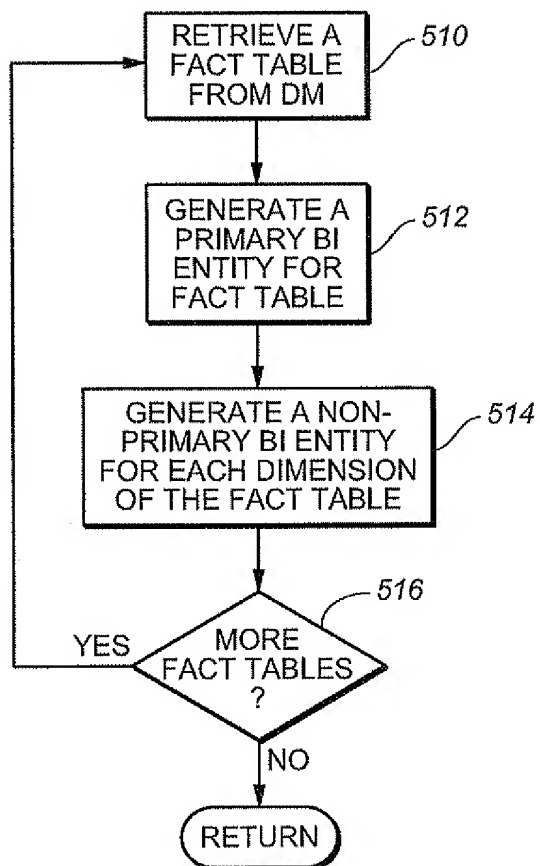 RETRIEVE A
FACT TABLE
FROM DM
510
GENERATE A
PRIMARY BI
ENTITY FOR
FACT TABLE
512
GENERATE A NON-
PRIMARY BI ENTITY
FOR EACH DIMENSION
OF THE FACT TABLE
514
516
YES
MORE
FACT TABLES
?
NO
RETURN